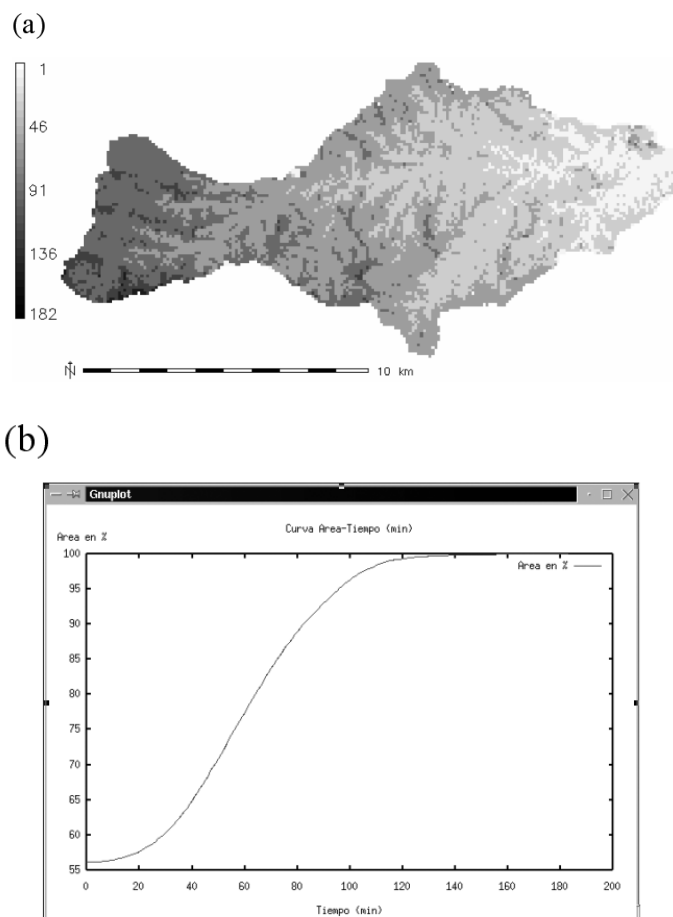 (a)
1
46
91
136
182
N
10 km
(b)
Gnuplot
Curva Area-Tiempo (min)
Area en %
Area en %
100
95
90
85
80
75
70
65
60
55
0 20 40 60 80 100 120 140 160 180 200
Tiempo (min)